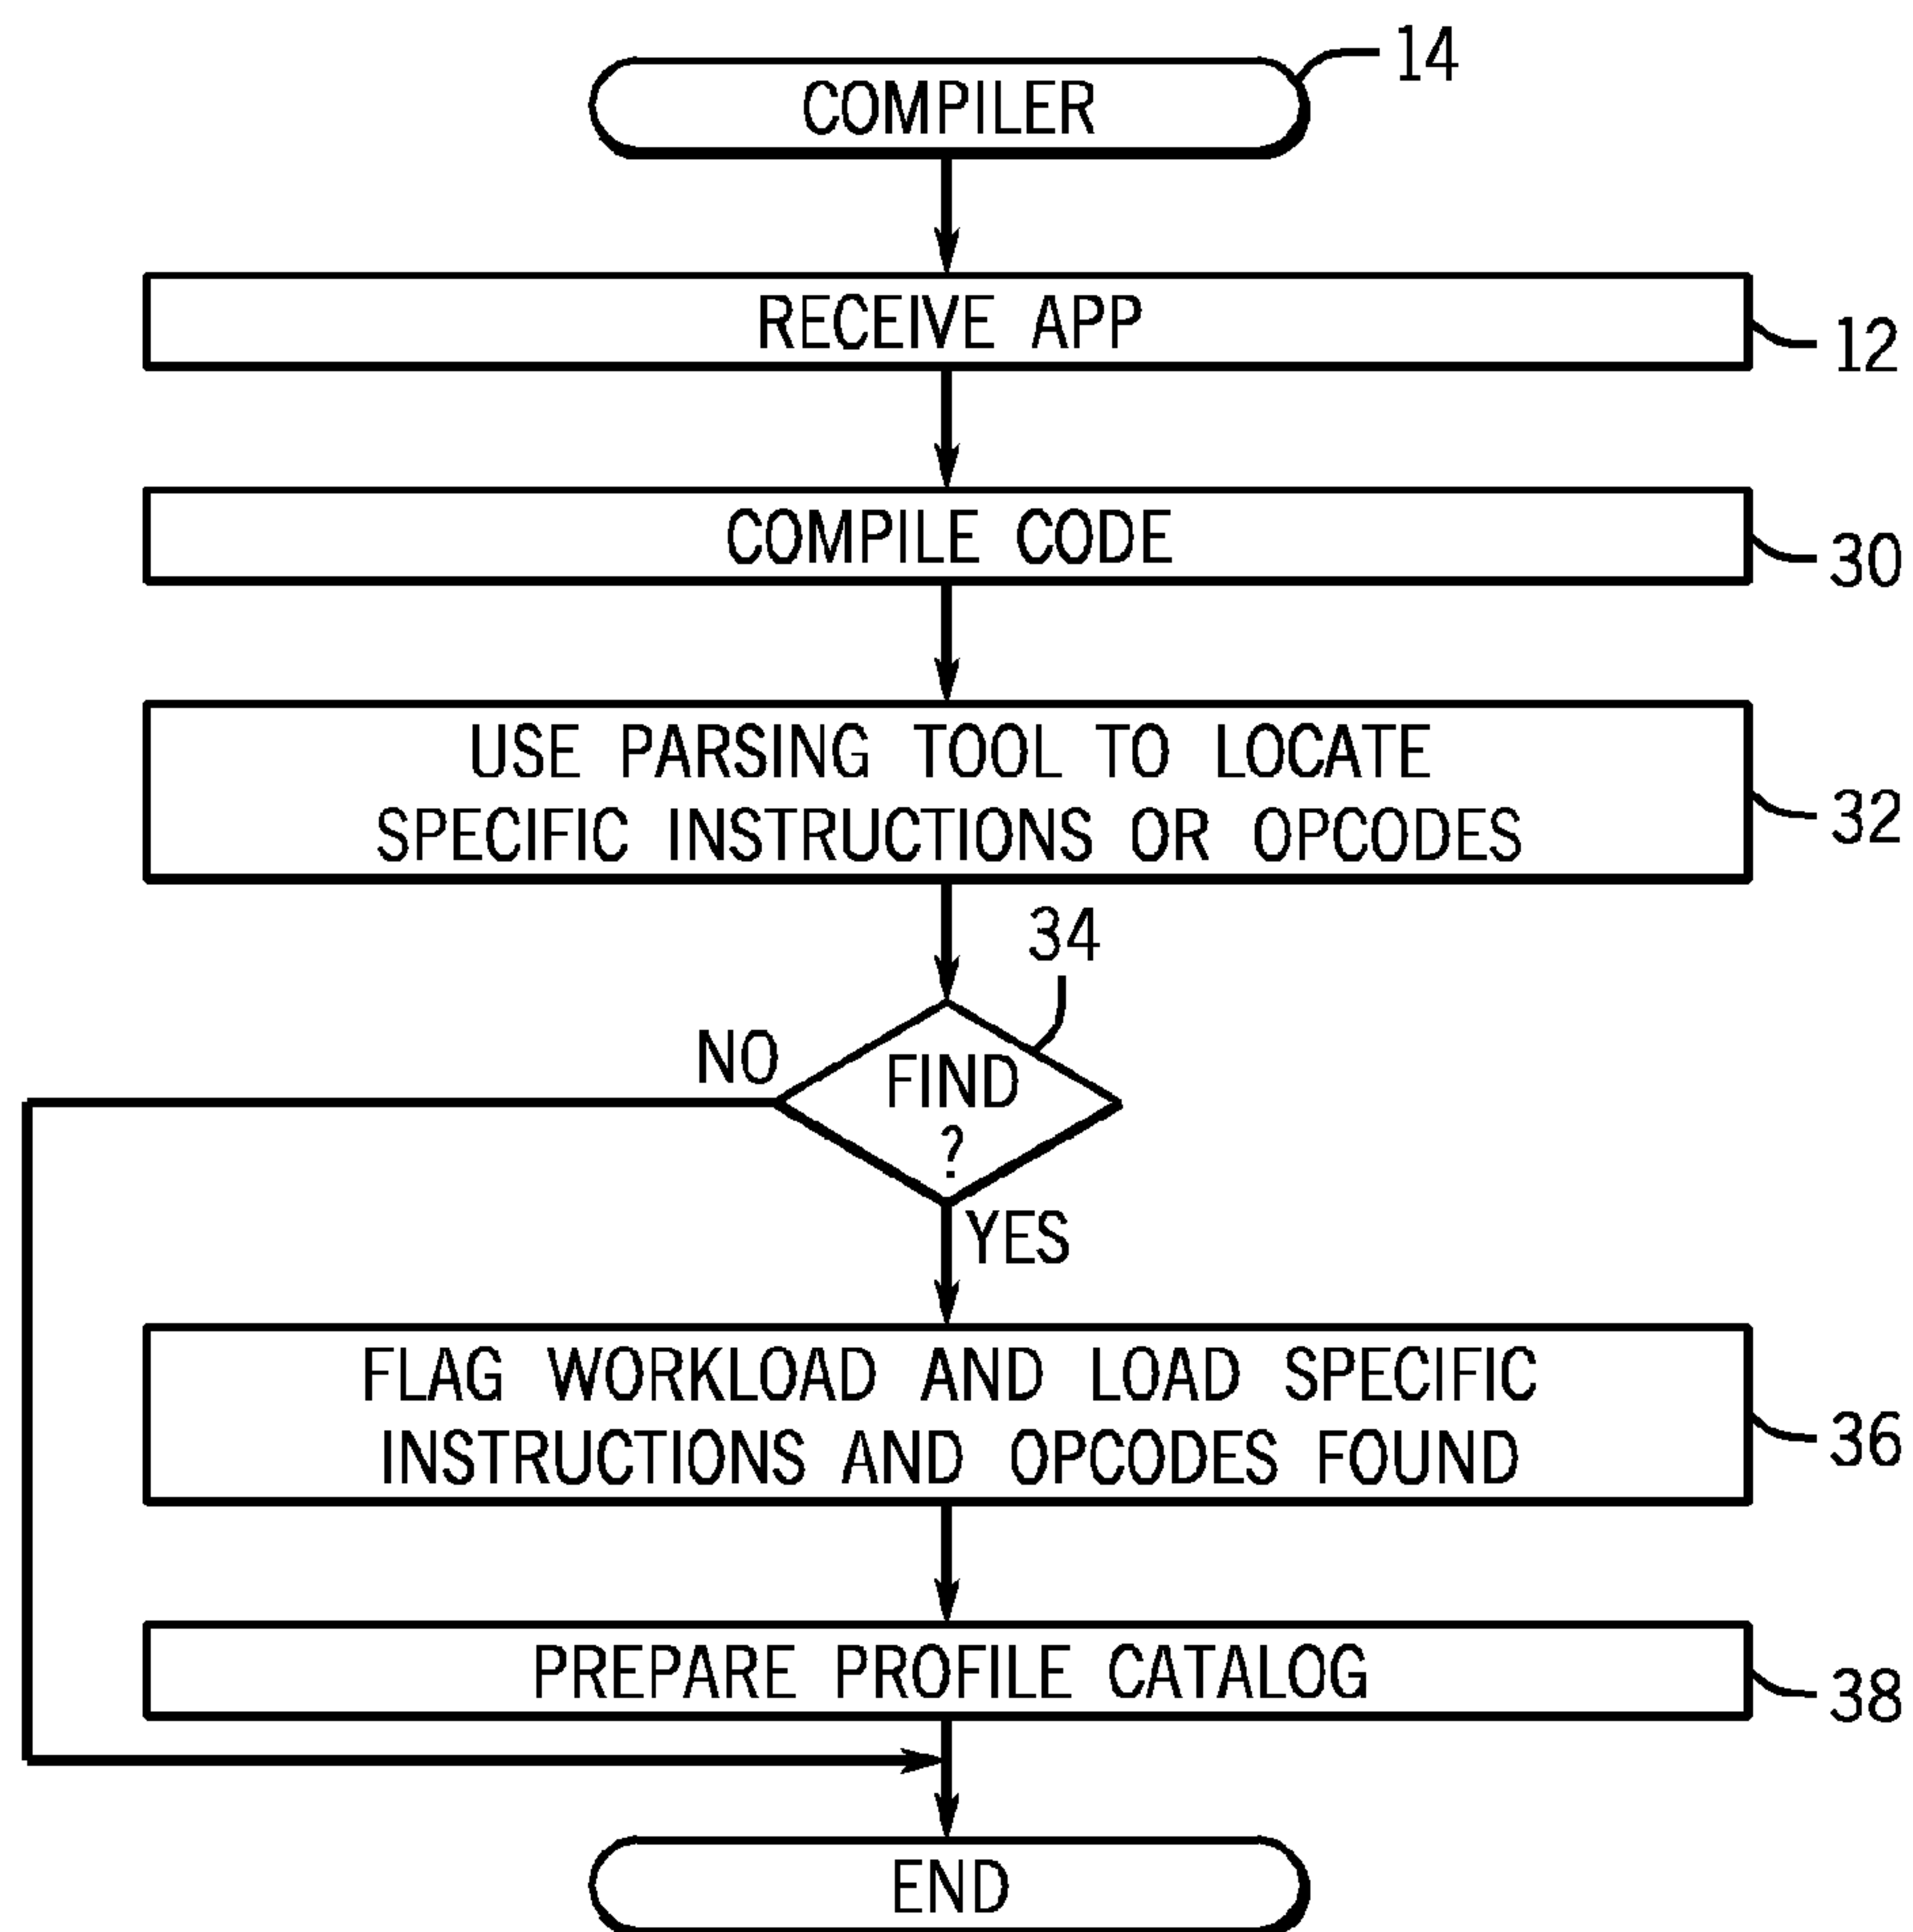 COMPILER
14
RECEIVE APP
12
COMPILE CODE
30
USE PARSING TOOL TO LOCATE
SPECIFIC INSTRUCTIONS OR OPCODES
32
34
NO
FIND
?
YES
FLAG WORKLOAD AND LOAD SPECIFIC
INSTRUCTIONS AND OPCODES FOUND
36
PREPARE PROFILE CATALOG
38
END